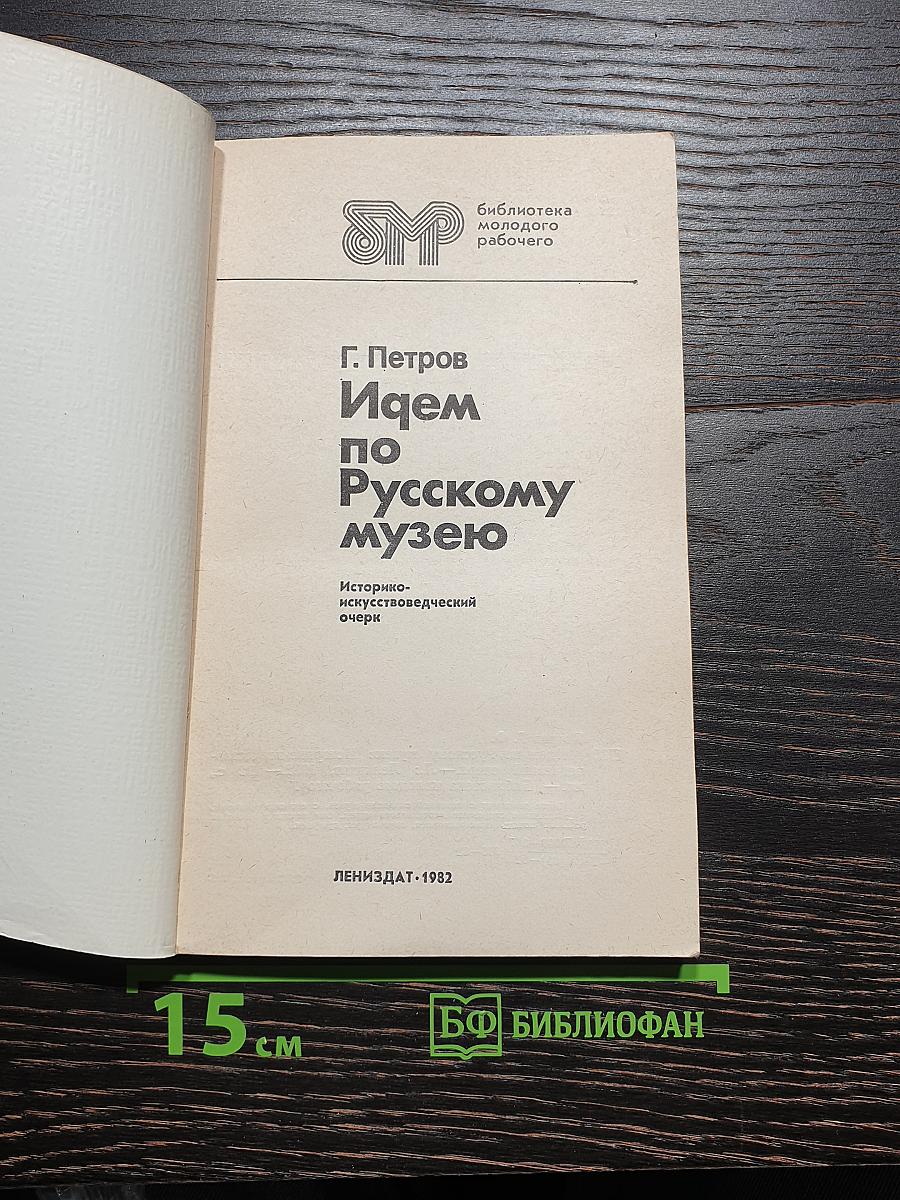 бмр
библиотека
молодого
рабочего
Г. Петров
Идем
по
Русскому
музею
Историко-
искусствоведческий
очерк
ЛЕНИЗДАТ · 1982
15 см
БФ БИБЛИОФАН